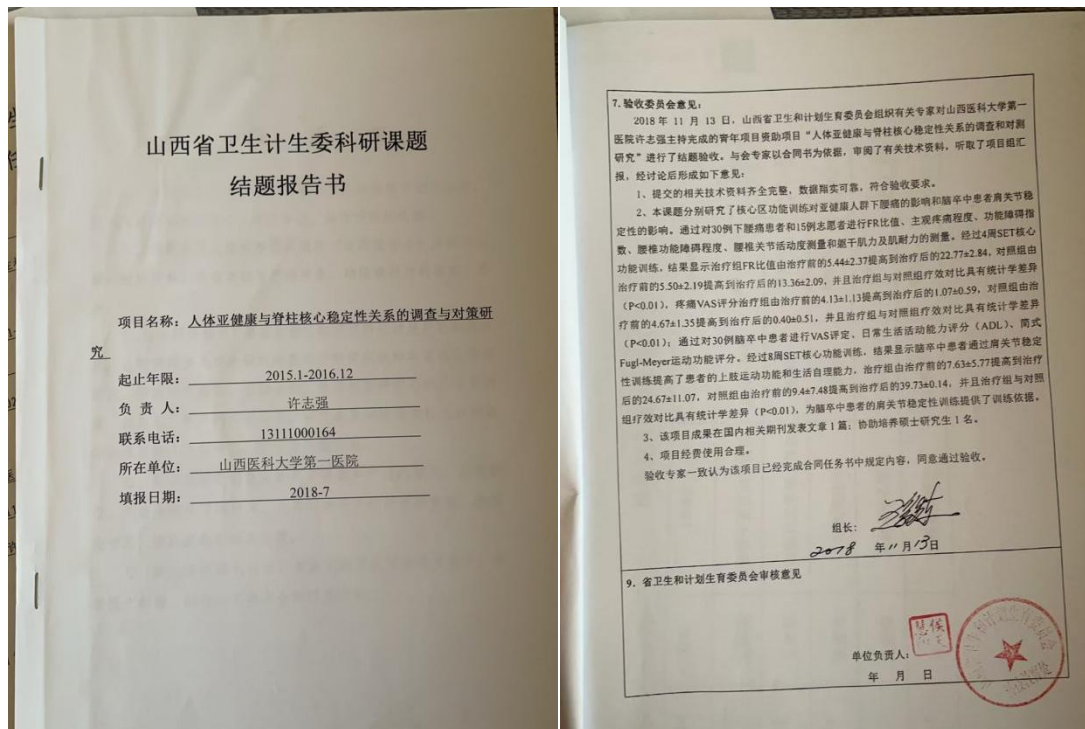 山西省卫生计生委科研课题
结题报告书
项目名称：人体亚健康与脊柱核心稳定性关系的调查与对策研
究
起止年限：2015.1-2016.12
负 责 人：许志强
联系电话：13111000164
所在单位：山西医科大学第一医院
填报日期：2018-7
7. 验收委员会意见：
2018 年 11 月 13 日，山西省卫生和计划生育委员会组织有关专家对山西医科大学第一
医院许志强主持完成的青年项目资助项目“人体亚健康与脊柱核心稳定性关系的调查和对测
研究”进行了结题验收。与会专家以合同书为依据，审阅了有关技术资料，听取了项目组汇
报，经讨论后形成如下意见：
1、提交的相关技术资料齐全完整，数据翔实可靠，符合验收要求。
2、本课题分别研究了核心区功能训练对亚健康人群下腰痛的影响和脑卒中患者肩关节稳
定性的影响。通过对30例下腰痛患者和15例志愿者进行FR比值、主观疼痛程度、功能障碍指
数、腰椎功能障碍程度、腰椎关节活动度测量和躯干肌力及肌耐力的测量。经过4周SET核心
功能训练，结果显示治疗组FR比值由治疗前的5.44±2.37提高到治疗后的22.77±2.84，对照组由
治疗前的5.50±2.19提高到治疗后的13.36±2.09，并且治疗组与对照组疗效对比具有统计学差异
（P<0.01），疼痛VAS评分治疗组由治疗前的4.13±1.13提高到治疗后的1.07±0.59，对照组由治
疗前的4.67±1.35提高到治疗后的0.40±0.51，并且治疗组与对照组疗效对比具有统计学差异
（P<0.01）；通过对30例脑卒中患者进行VAS评定、日常生活活动能力评分（ADL）、简式
Fugl-Meyer运动功能评分。经过8周SET核心功能训练，结果显示脑卒中患者通过肩关节稳定
性训练提高了患者的上肢运动功能和生活自理能力，治疗组由治疗前的7.63±5.77提高到治疗
后的24.67±11.07，对照组由治疗前的9.4±7.48提高到治疗后的39.73±0.14，并且治疗组与对照
组疗效对比具有统计学差异（P<0.01），为脑卒中患者的肩关节稳定性训练提供了训练依据。
3、该项目成果在国内相关期刊发表文章 1 篇；协助培养硕士研究生 1 名。
4、项目经费使用合理。
验收专家一致认为该项目已经完成合同任务书中规定内容，同意通过验收。
组长：
2018 年 11 月 13日
9. 省卫生和计划生育委员会审核意见
单位负责人：
年 月 日